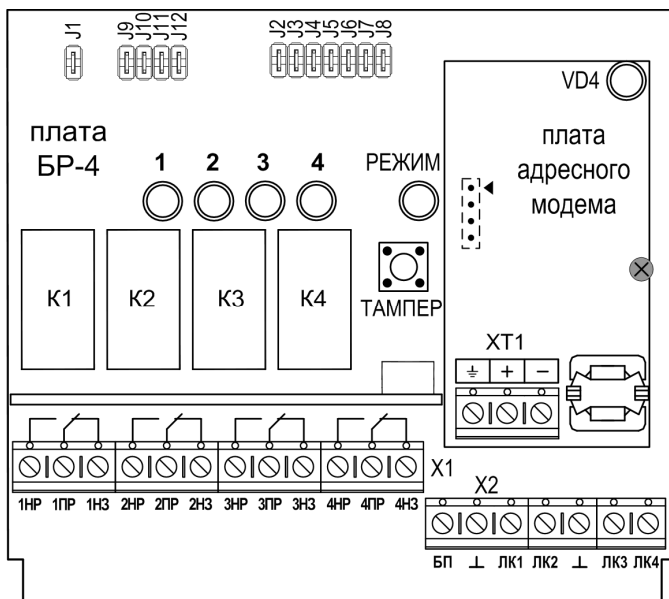 J1 J9 J10 J11 J12 J2 J3 J4 J5 J6 J7 J8
VD4
плата
БР-4
1 2 3 4 РЕЖИМ
плата
адресного
модема
К1 К2 К3 К4
ТАМПЕР
ХТ1
+ −
Х1
1НР 1ПР 1НЗ 2НР 2ПР 2НЗ 3НР 3ПР 3НЗ 4НР 4ПР 4НЗ
Х2
БП ⊥ ЛК1 ЛК2 ⊥ ЛК3 ЛК4